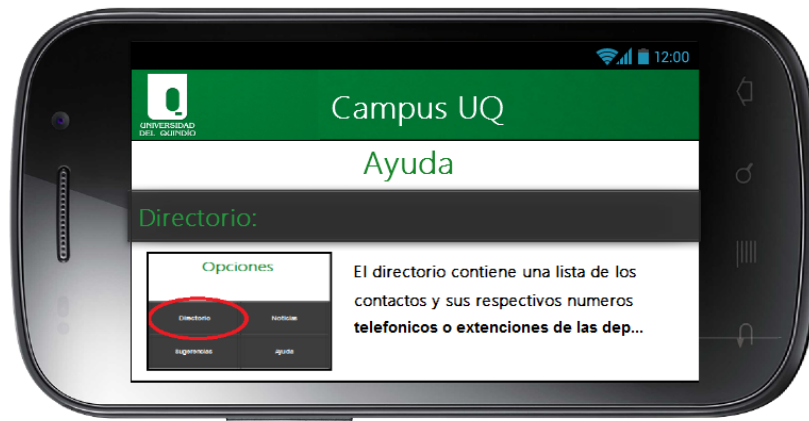 12:00
UNIVERSIDAD
DEL QUINDÍO
Campus UQ
Ayuda
Directorio:
Opciones
Directorio Noticias
Sugerencias Ayuda
El directorio contiene una lista de los
contactos y sus respectivos numeros
telefonicos o extenciones de las dep...